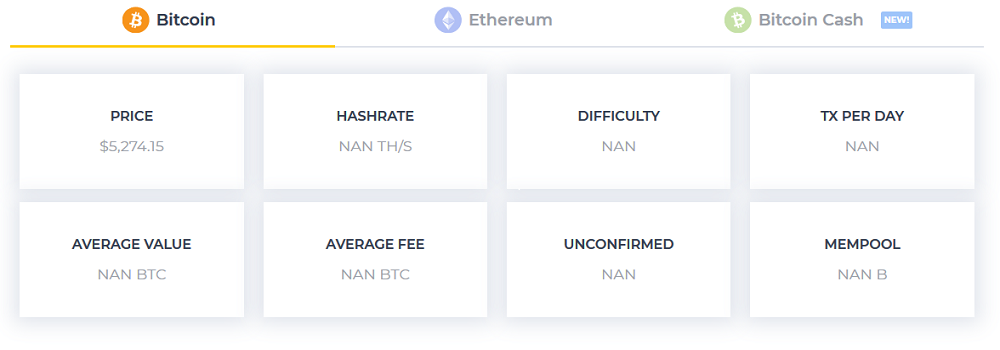 Bitcoin
Ethereum
Bitcoin Cash NEW!
PRICE
$5,274.15
HASHRATE
NAN TH/S
DIFFICULTY
NAN
TX PER DAY
NAN
AVERAGE VALUE
NAN BTC
AVERAGE FEE
NAN BTC
UNCONFIRMED
NAN
MEMPOOL
NAN B